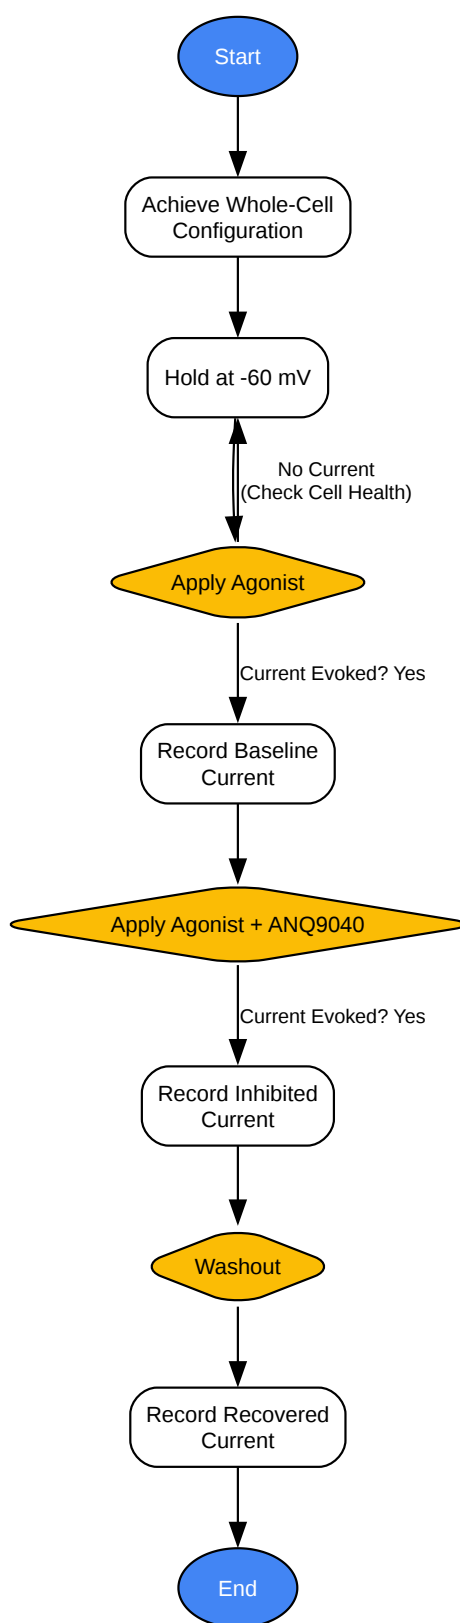 Start
Achieve Whole-Cell
Configuration
Hold at -60 mV
No Current
(Check Cell Health)
Apply Agonist
Current Evoked? Yes
Record Baseline
Current
Apply Agonist + ANQ9040
Current Evoked? Yes
Record Inhibited
Current
Washout
Record Recovered
Current
End